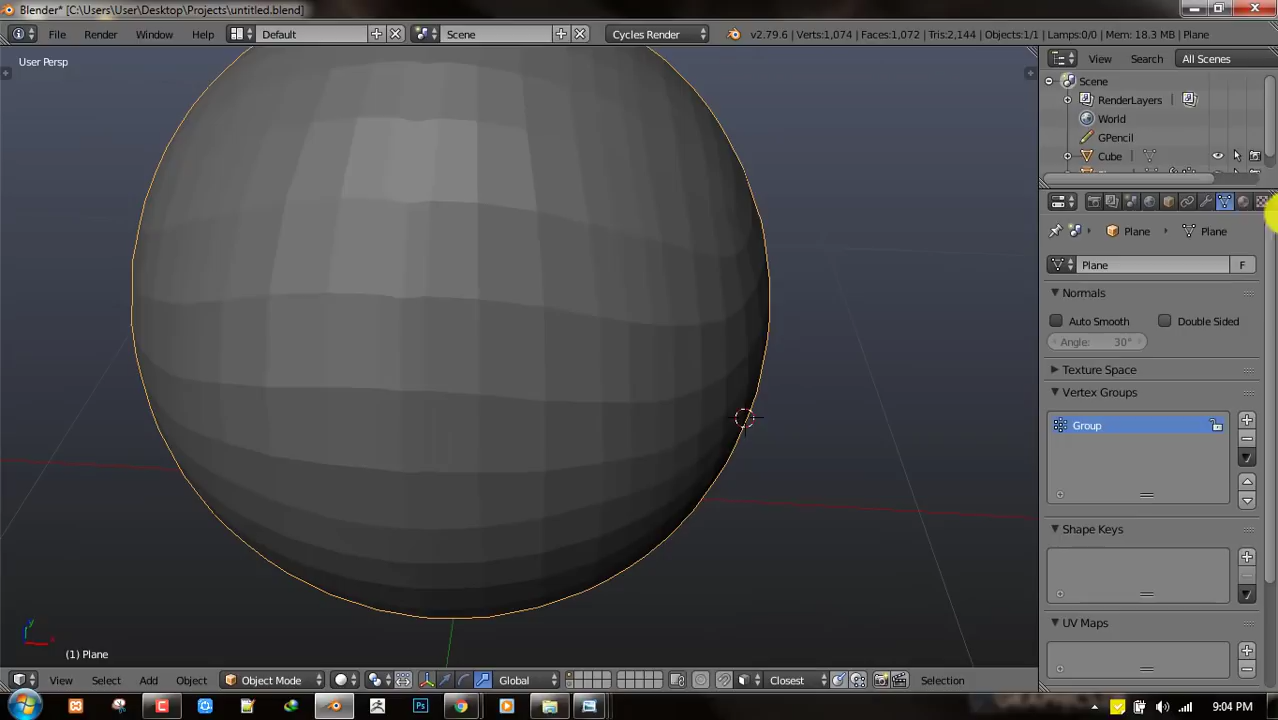 Blender* [C:\Users\User\Desktop\Projects\untitled.blend]
File Render Window Help Default Scene Cycles Render v2.79.6 | Verts:1,074 | Faces:1,072 | Tris:2,144 | Objects:1/1 | Lamps:0/0 | Mem: 18.3 MB | Plane
User Persp
View Search All Scenes
Scene
RenderLayers |
World
GPencil
Cube |
Plane Plane
Plane F
Normals
Auto Smooth Double Sided
Angle: 30°
Texture Space
Vertex Groups
Group
Shape Keys
UV Maps
y
x
(1) Plane
View Select Add Object Object Mode Global Closest Selection
Ps 9:04 PM